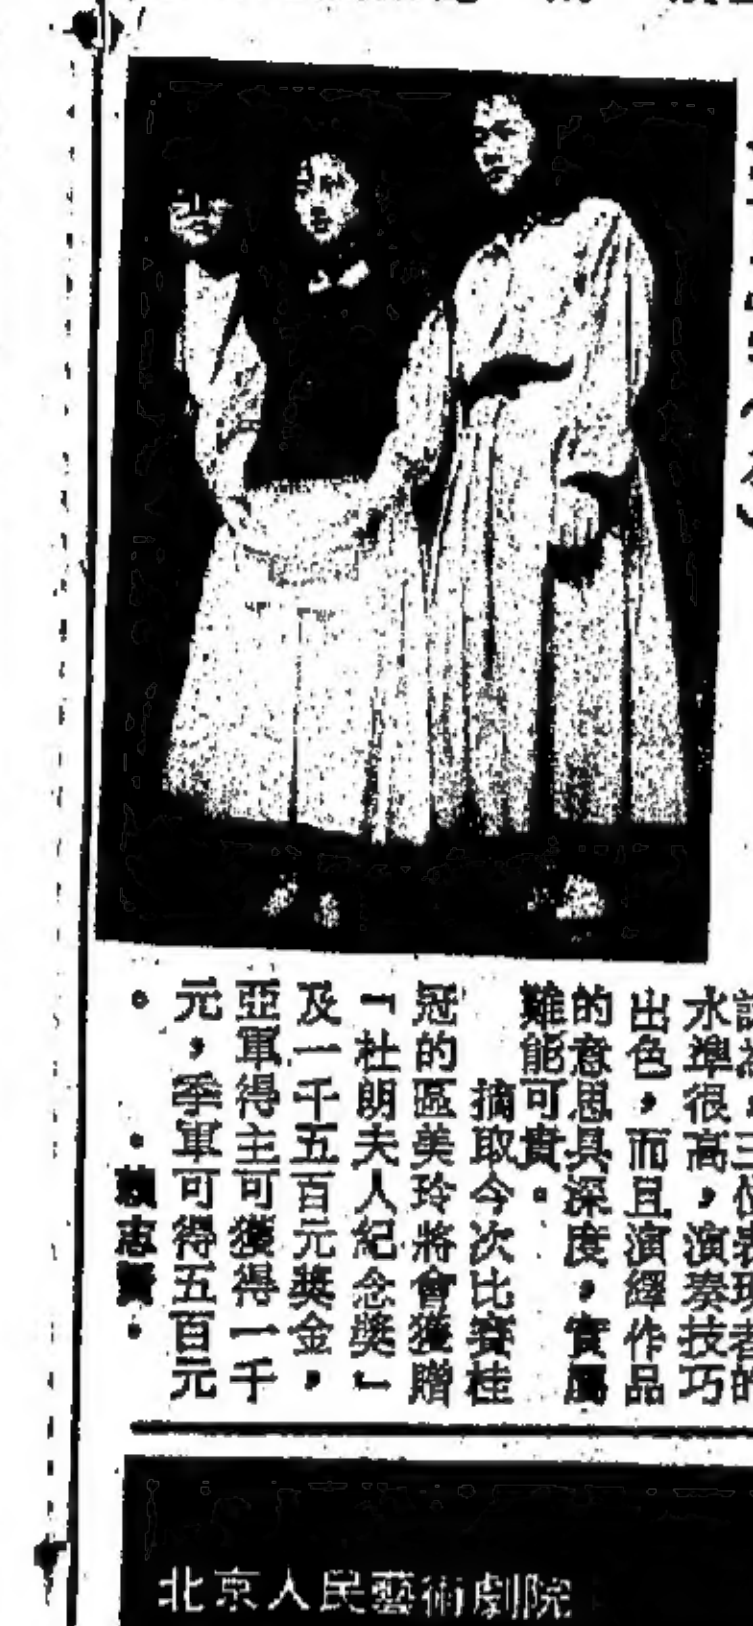 水準很高，演奏技巧
出色，而且演繹作品
的意思具深度，實屬
難能可貴。
摘取今次比賽桂
冠的區美玲將會獲贈
「杜朗夫人紀念獎」
及一千五百元獎金，
亞軍得主可獲得一千
元，季軍可得五百元
。
・賴志賢・
北京人民藝術劇院